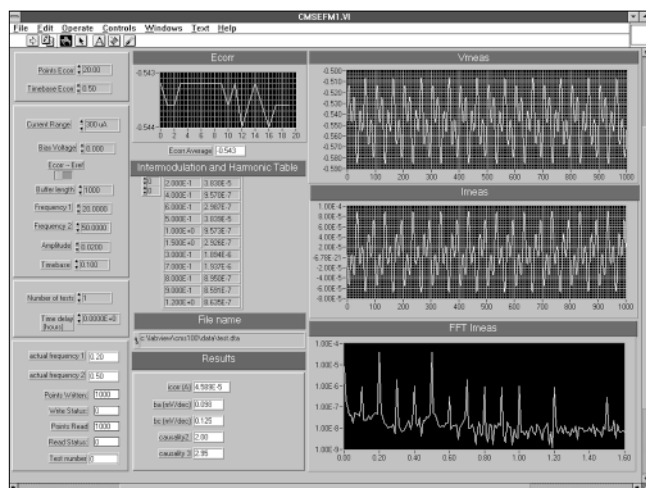 CMSEFM1.VI
File Edit Operate Controls Windows Text Help
Points Ecorr 20.00
Timebase Ecorr 0.50
Current Range 300 uA
Bias Voltage 0.000
Ecorr - Eref
Buffer length 1000
Frequency 1 20.0000
Frequency 2 50.0000
Amplitude 0.0200
Timebase 0.100
Number of tests 1
Time delay 0.0000E+0
[hours]
actual frequency 1 0.20
actual frequency 2 0.50
Points Written 1000
Write Status 0
Points Read 1000
Read Status 0
Test number 0
Ecorr
-0.543
-0.544
0 2 3 4 6 8 10 12 14 16 18 20
Ecorr Average -0.543
Intermodulation and Harmonic Table
0
0
2.000E-1 3.830E-5
4.000E-1 9.570E-7
6.000E-1 2.967E-7
5.000E-1 3.839E-5
1.000E+0 9.573E-7
1.500E+0 2.926E-7
3.000E-1 1.894E-6
7.000E-1 1.937E-6
8.000E-1 8.950E-7
9.000E-1 8.581E-7
1.200E+0 8.635E-7
File name
c:\labview\cms100\data\test.dta
Results
icorr (A) 4.589E-5
ba (mV/dec) 0.093
bc (mV/dec) 0.125
causality2 2.00
causality 3 2.95
Vmeas
-0.500
-0.510
-0.520
-0.530
-0.540
-0.550
-0.560
-0.570
-0.580
-0.590
0 100 200 300 400 500 600 700 800 900 1000
Imeas
1.00E-4
8.00E-5
6.00E-5
4.00E-5
2.00E-5
-6.78E-21
-2.00E-5
-4.00E-5
-6.00E-5
-8.00E-5
0 100 200 300 400 500 600 700 800 900 1000
FFT Imeas
1.00E-4
1.00E-5
1.00E-6
1.00E-7
1.00E-8
1.00E-9
0.00 0.20 0.40 0.60 0.80 1.00 1.20 1.40 1.60